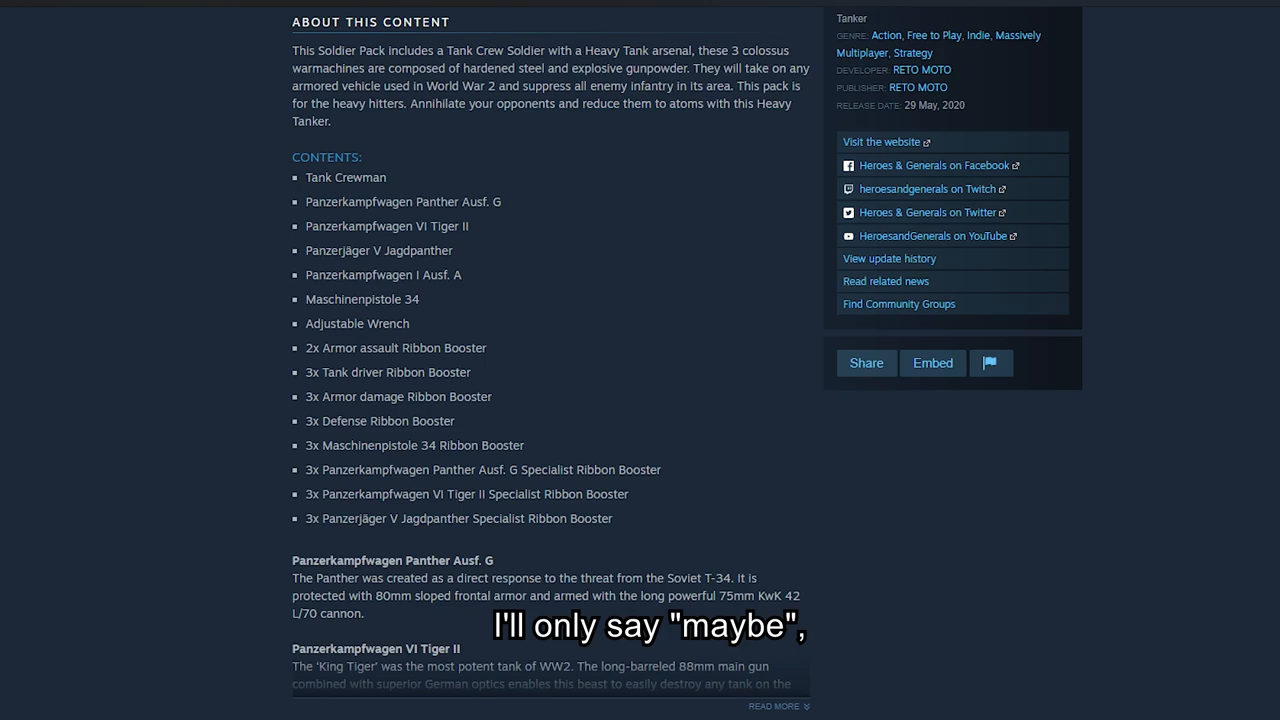 ABOUT THIS CONTENT
This Soldier Pack includes a Tank Crew Soldier with a Heavy Tank arsenal, these 3 colossus
warmachines are composed of hardened steel and explosive gunpowder. They will take on any
armored vehicle used in World War 2 and suppress all enemy infantry in its area. This pack is
for the heavy hitters. Annihilate your opponents and reduce them to atoms with this Heavy
Tanker.
CONTENTS:
Tank Crewman
Panzerkampfwagen Panther Ausf. G
Panzerkampfwagen VI Tiger II
Panzerjäger V Jagdpanther
Panzerkampfwagen I Ausf. A
Maschinenpistole 34
Adjustable Wrench
2x Armor assault Ribbon Booster
3x Tank driver Ribbon Booster
3x Armor damage Ribbon Booster
3x Defense Ribbon Booster
3x Maschinenpistole 34 Ribbon Booster
3x Panzerkampfwagen Panther Ausf. G Specialist Ribbon Booster
3x Panzerkampfwagen VI Tiger II Specialist Ribbon Booster
3x Panzerjäger V Jagdpanther Specialist Ribbon Booster
Panzerkampfwagen Panther Ausf. G
The Panther was created as a direct response to the threat from the Soviet T-34. It is
protected with 80mm sloped frontal armor and armed with the long powerful 75mm KwK 42
L/70 cannon.
I'll only say "maybe",
Panzerkampfwagen VI Tiger II
The 'King Tiger' was the most potent tank of WW2. The long-barreled 88mm main gun
combined with superior German optics enables this beast to easily destroy any tank on the
READ MORE
Tanker
GENRE: Action, Free to Play, Indie, Massively
Multiplayer, Strategy
DEVELOPER: RETO MOTO
PUBLISHER: RETO MOTO
RELEASE DATE: 29 May, 2020
Visit the website
Heroes & Generals on Facebook
heroesandgenerals on Twitch
Heroes & Generals on Twitter
HeroesandGenerals on YouTube
View update history
Read related news
Find Community Groups
Share
Embed